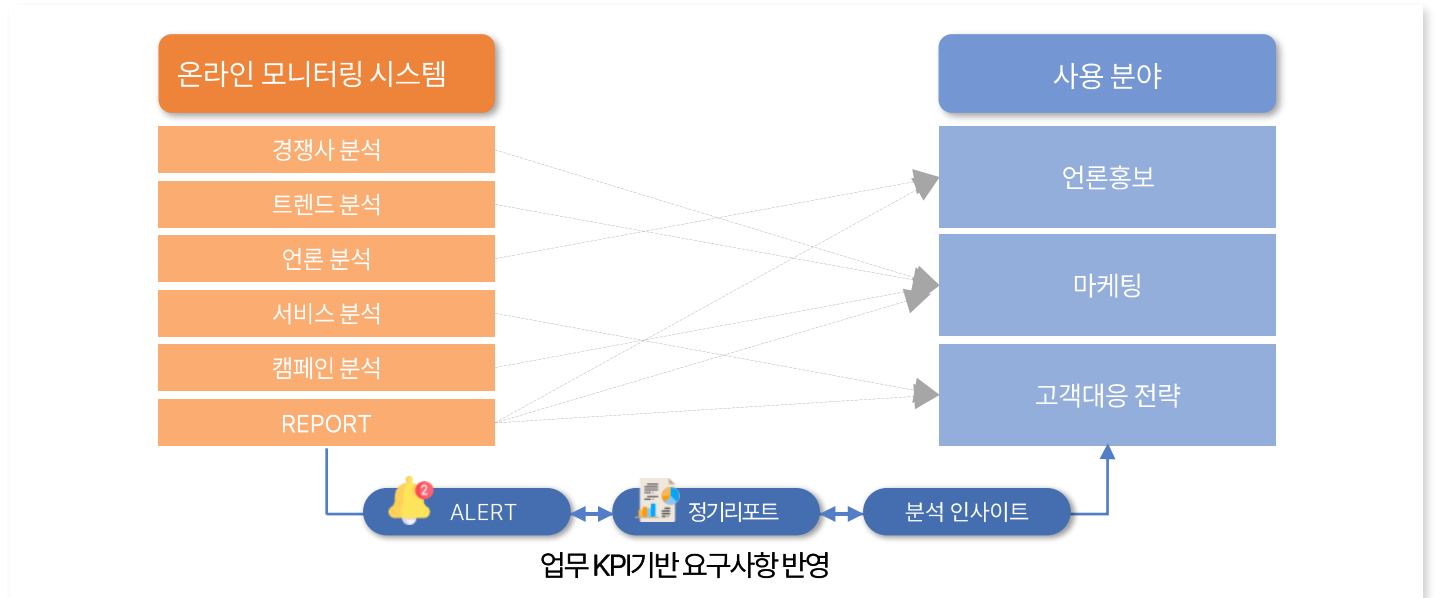 온라인 모니터링 시스템
경쟁사 분석
트렌드 분석
언론 분석
서비스 분석
캠페인 분석
REPORT
사용 분야
언론홍보
마케팅
고객대응 전략
2
ALERT
정기리포트
분석 인사이트
업무 KPI기반 요구사항 반영